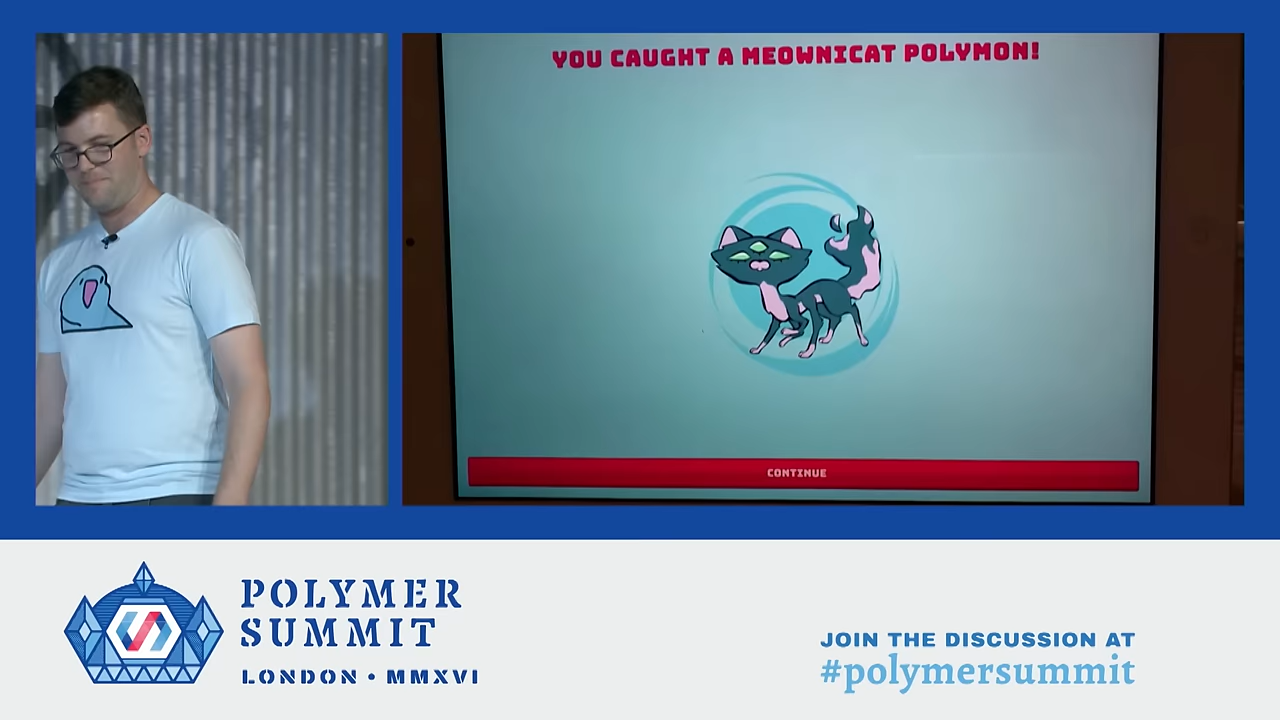 YOU CAUGHT A MEOWNICAT POLYMON!
CONTINUE
POLYMER
SUMMIT
LONDON • MMXVI
JOIN THE DISCUSSION AT
#polymersummit